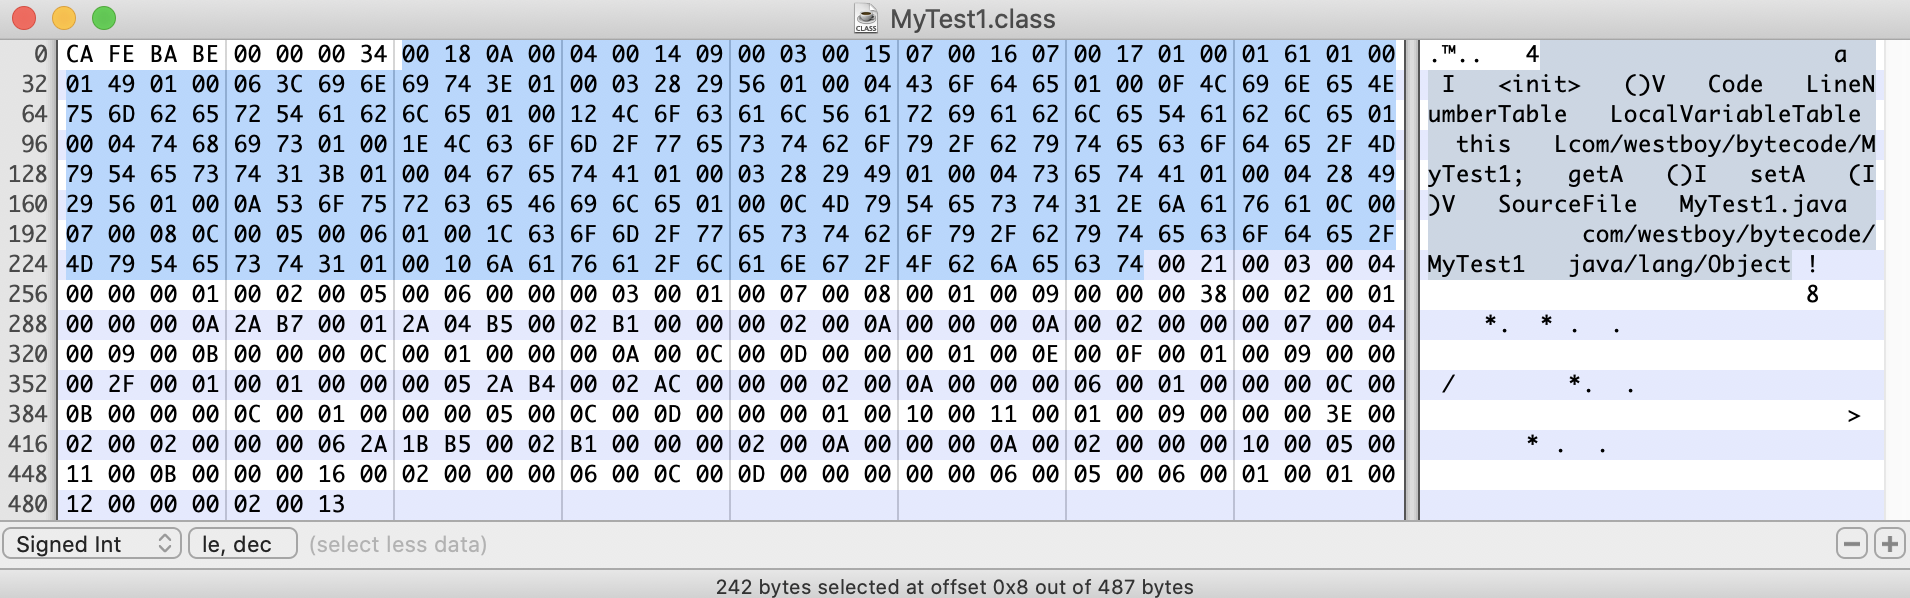 MyTest1.class
0 CA FE BA BE 00 00 00 34 00 18 0A 00 04 00 14 09 00 03 00 15 07 00 16 07 00 17 01 00 01 61 01 00 .™.. 4 a
32 01 49 01 00 06 3C 69 6E 69 74 3E 01 00 03 28 29 56 01 00 04 43 6F 64 65 01 00 0F 4C 69 6E 65 4E I <init> ()V Code LineN
64 75 6D 62 65 72 54 61 62 6C 65 01 00 12 4C 6F 63 61 6C 56 61 72 69 61 62 6C 65 54 61 62 6C 65 01 umberTable LocalVariableTable
96 00 04 74 68 69 73 01 00 1E 4C 63 6F 6D 2F 77 65 73 74 62 6F 79 2F 62 79 74 65 63 6F 64 65 2F 4D this Lcom/westboy/bytecode/M
128 79 54 65 73 74 31 3B 01 00 04 67 65 74 41 01 00 03 28 29 49 01 00 04 73 65 74 41 01 00 04 28 49 yTest1; getA ()I setA (I
160 29 56 01 00 0A 53 6F 75 72 63 65 46 69 6C 65 01 00 0C 4D 79 54 65 73 74 31 2E 6A 61 76 61 0C 00 )V SourceFile MyTest1.java
192 07 00 08 0C 00 05 00 06 01 00 1C 63 6F 6D 2F 77 65 73 74 62 6F 79 2F 62 79 74 65 63 6F 64 65 2F com/westboy/bytecode/
224 4D 79 54 65 73 74 31 01 00 10 6A 61 76 61 2F 6C 61 6E 67 2F 4F 62 6A 65 63 74 00 21 00 03 00 04 MyTest1 java/lang/Object !
256 00 00 00 01 00 02 00 05 00 06 00 00 00 03 00 01 00 07 00 08 00 01 00 09 00 00 00 38 00 02 00 01 8
288 00 00 00 0A 2A B7 00 01 2A 04 B5 00 02 B1 00 00 00 02 00 0A 00 00 00 0A 00 02 00 00 00 07 00 04 *. * . .
320 00 09 00 0B 00 00 00 0C 00 01 00 00 00 0A 00 0C 00 0D 00 00 00 01 00 0E 00 0F 00 01 00 09 00 00
352 00 2F 00 01 00 01 00 00 00 05 2A B4 00 02 AC 00 00 00 02 00 0A 00 00 00 06 00 01 00 00 00 0C 00 / *. .
384 0B 00 00 00 0C 00 01 00 00 00 05 00 0C 00 0D 00 00 00 01 00 10 00 11 00 01 00 09 00 00 00 3E 00 >
416 02 00 02 00 00 00 06 2A 1B B5 00 02 B1 00 00 00 02 00 0A 00 00 00 0A 00 02 00 00 00 10 00 05 00 * . .
448 11 00 0B 00 00 00 16 00 02 00 00 00 06 00 0C 00 0D 00 00 00 00 00 06 00 05 00 06 00 01 00 01 00
480 12 00 00 00 02 00 13
Signed Int le, dec (select less data)
242 bytes selected at offset 0x8 out of 487 bytes